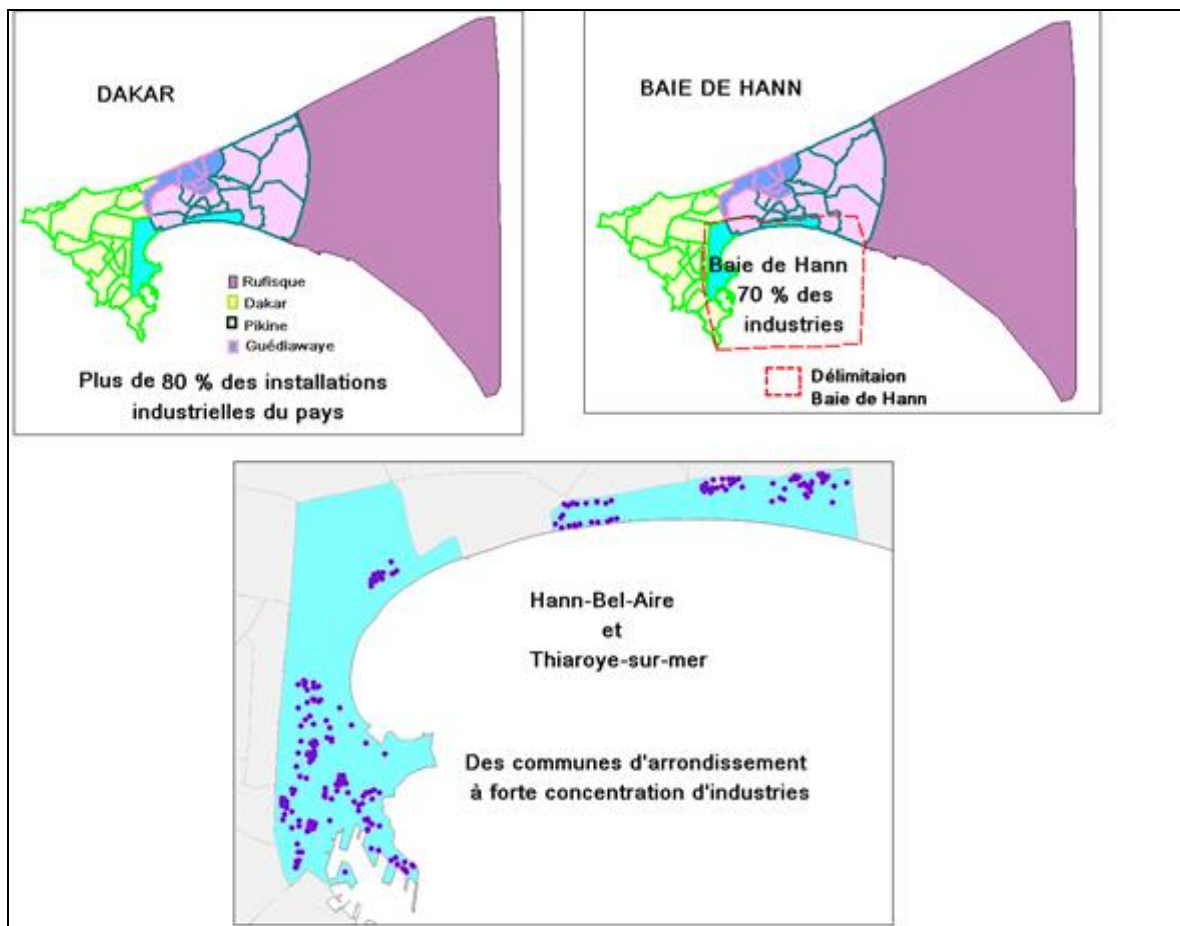 DAKAR
Rufisque
Dakar
Pikine
Guédiawaye
Plus de 80 % des installations
industrielles du pays
BAIE DE HANN
Baie de Hann
70 % des
industries
Délimitaion
Baie de Hann
Hann-Bel-Aire
et
Thiaroye-sur-mer
Des communes d'arrondissement
à forte concentration d'industries